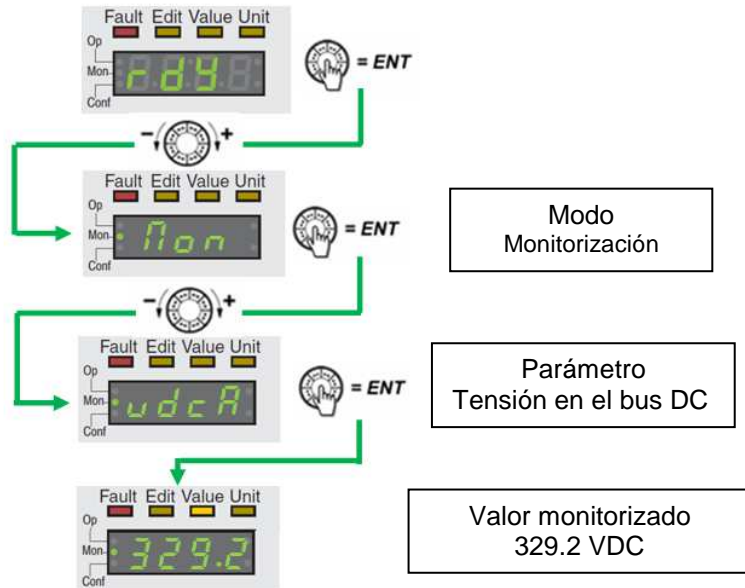 Fault Edit Value Unit
Op
Mon
Conf
rdy
= ENT
- +
Fault Edit Value Unit
Op
Mon
Conf
Mon
= ENT
Modo
Monitorización
- +
Fault Edit Value Unit
Op
Mon
Conf
udcA
= ENT
Parámetro
Tensión en el bus DC
Fault Edit Value Unit
Op
Mon
Conf
329.2
Valor monitorizado
329.2 VDC